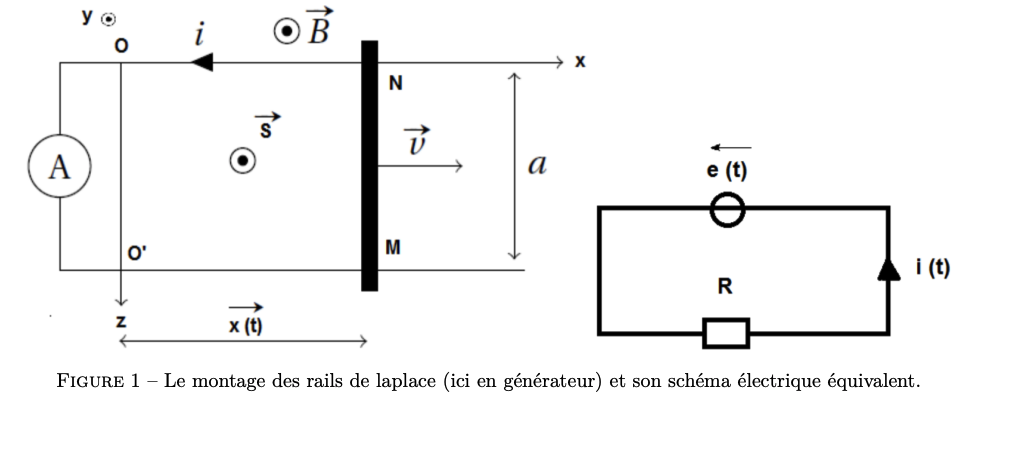 y
O
i
B
x
N
S
v
A
a
e (t)
O'
M
i (t)
R
z
x (t)
FIGURE 1 – Le montage des rails de laplace (ici en générateur) et son schéma électrique équivalent.